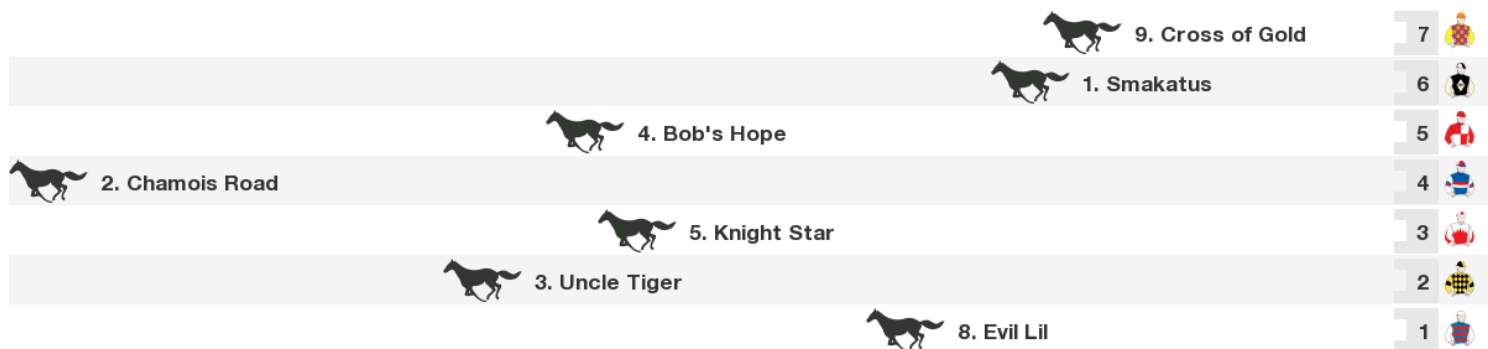 9. Cross of Gold 7
1. Smakatus 6
4. Bob's Hope 5
2. Chamois Road 4
5. Knight Star 3
3. Uncle Tiger 2
8. Evil Lil 1